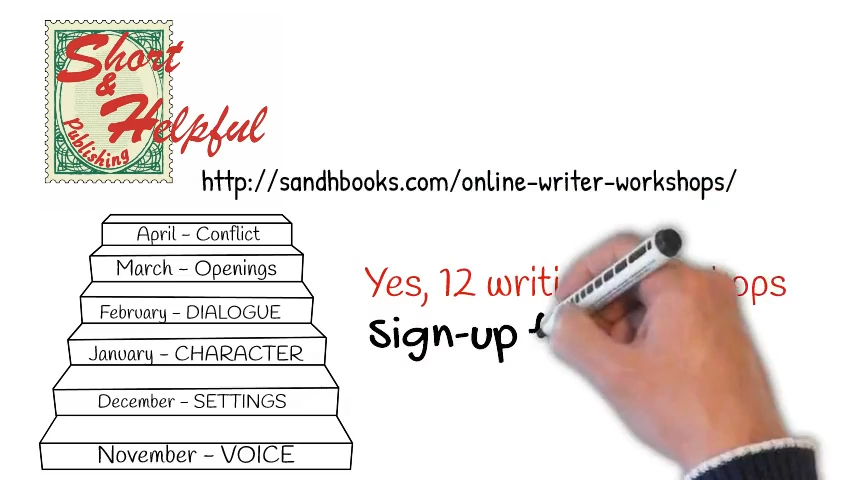 Short
&
Helpful
Publishing
http://sandhbooks.com/online-writer-workshops/
April - Conflict
March - Openings
February - DIALOGUE
January - CHARACTER
December - SETTINGS
November - VOICE
Yes, 12
Sign-up